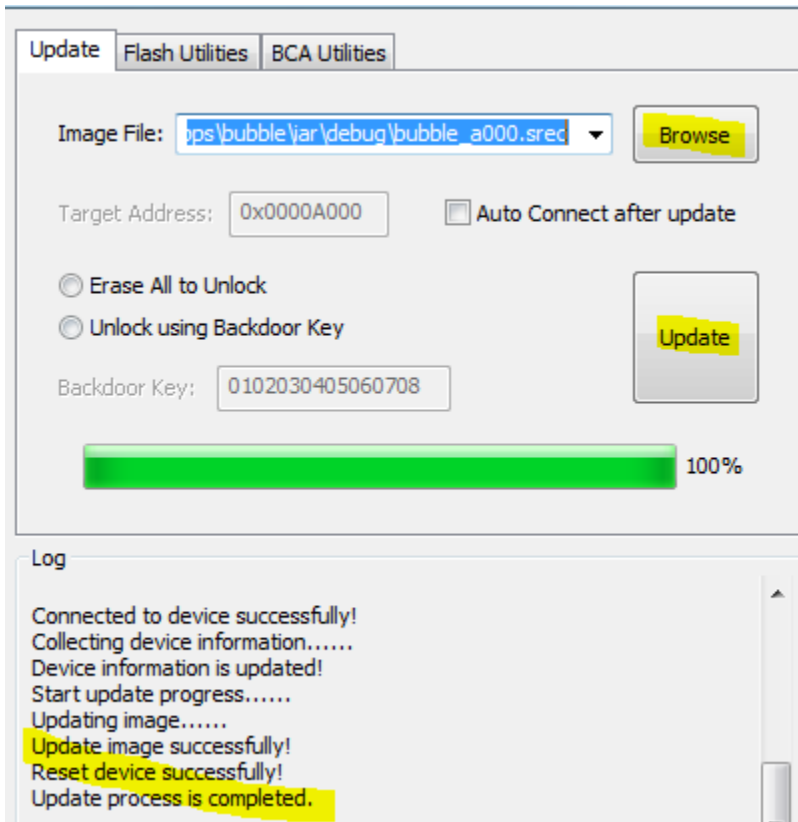 Update Flash Utilities BCA Utilities
Image File: ops\bubble\iar\debug\bubble_a000.srec Browse
Target Address: 0x0000A000 Auto Connect after update
Erase All to Unlock
Unlock using Backdoor Key
Update
Backdoor Key: 0102030405060708
100%
Log
Connected to device successfully!
Collecting device information......
Device information is updated!
Start update progress......
Updating image......
Update image successfully!
Reset device successfully!
Update process is completed.